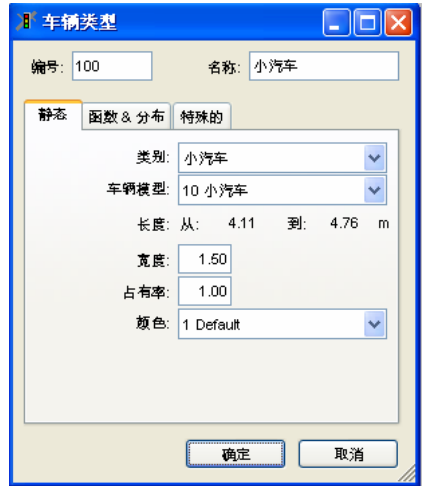 车辆类型
编号: 100 名称: 小汽车
静态 函数 & 分布 特殊的
类别: 小汽车
车辆模型: 10 小汽车
长度: 从: 4.11 到: 4.76 m
宽度: 1.50
占有率: 1.00
颜色: 1 Default
确定 取消